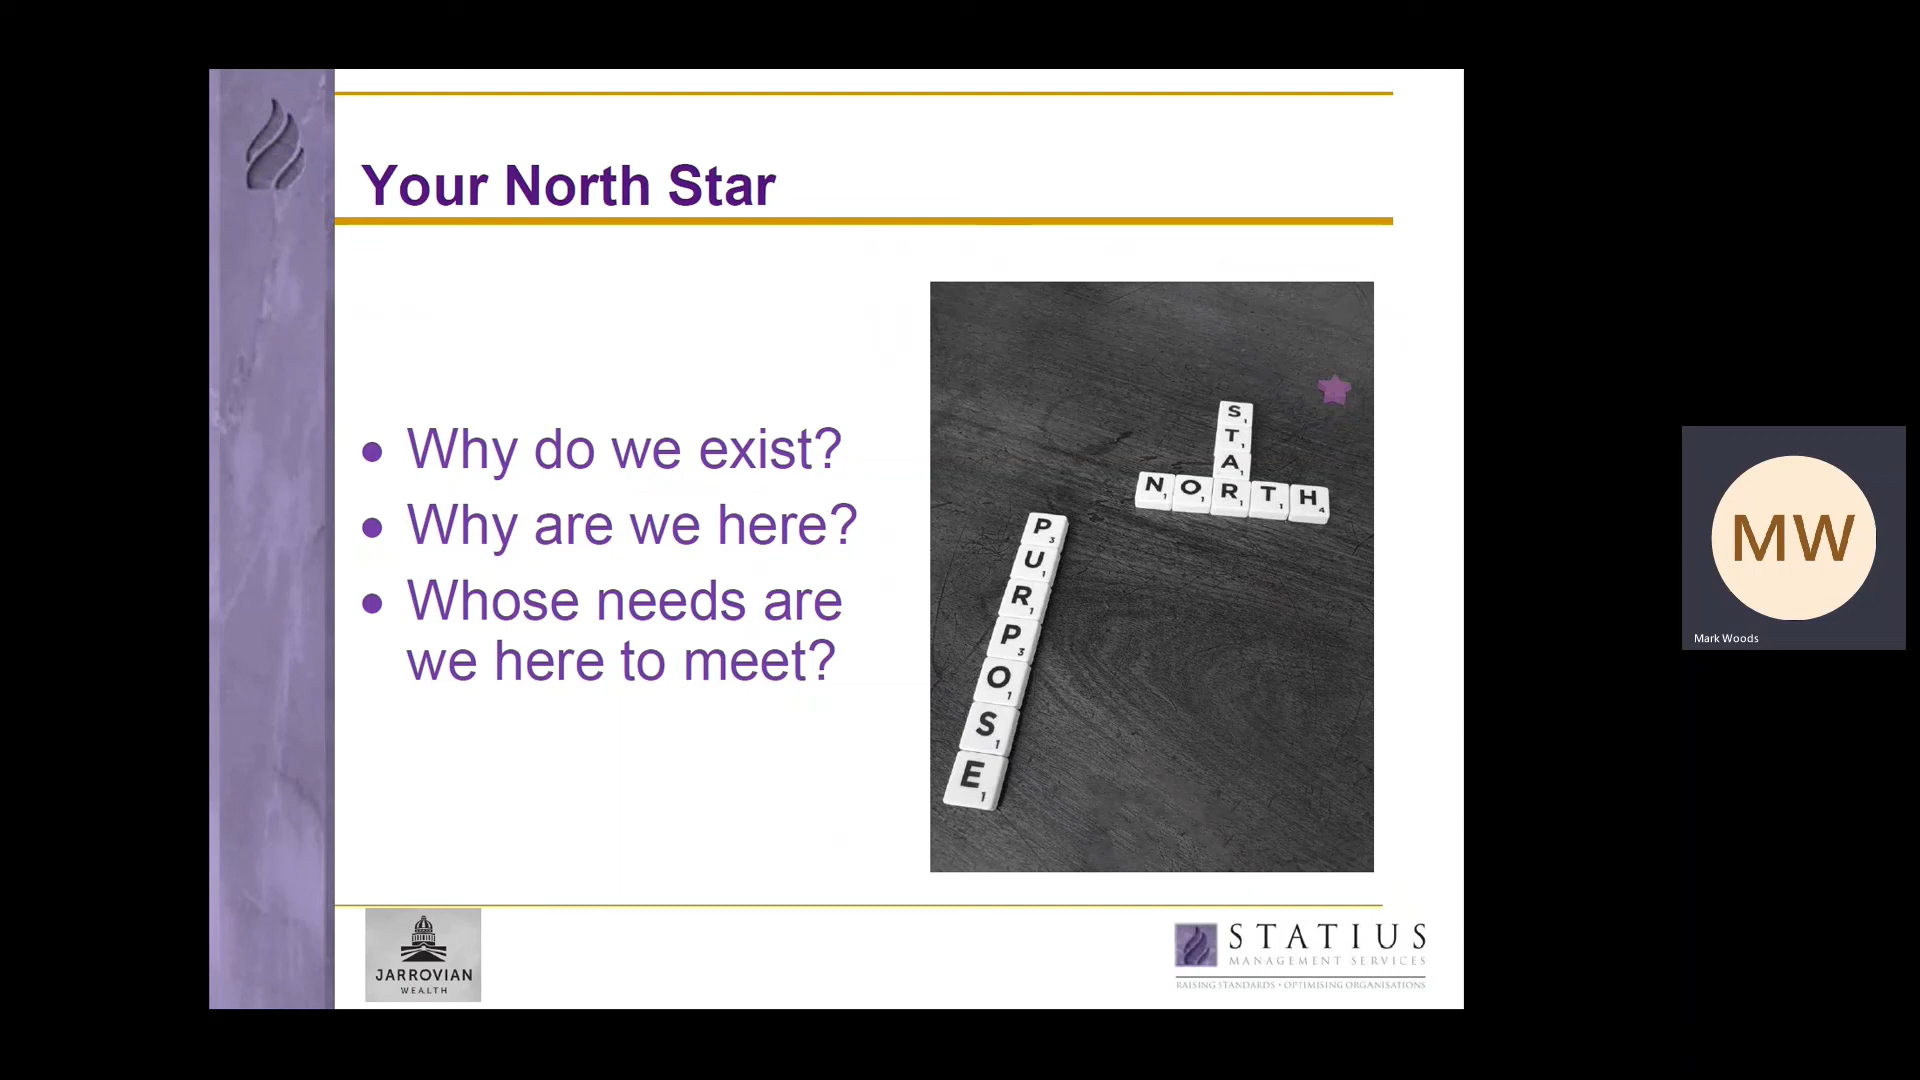 Your North Star
Why do we exist?
Why are we here?
Whose needs are
we here to meet?
STAR
NORTH
PURPOSE
JARROVIAN
WEALTH
STATIUS
MANAGEMENT SERVICES
RAISING STANDARDS • OPTIMISING ORGANISATIONS
MW
Mark Woods